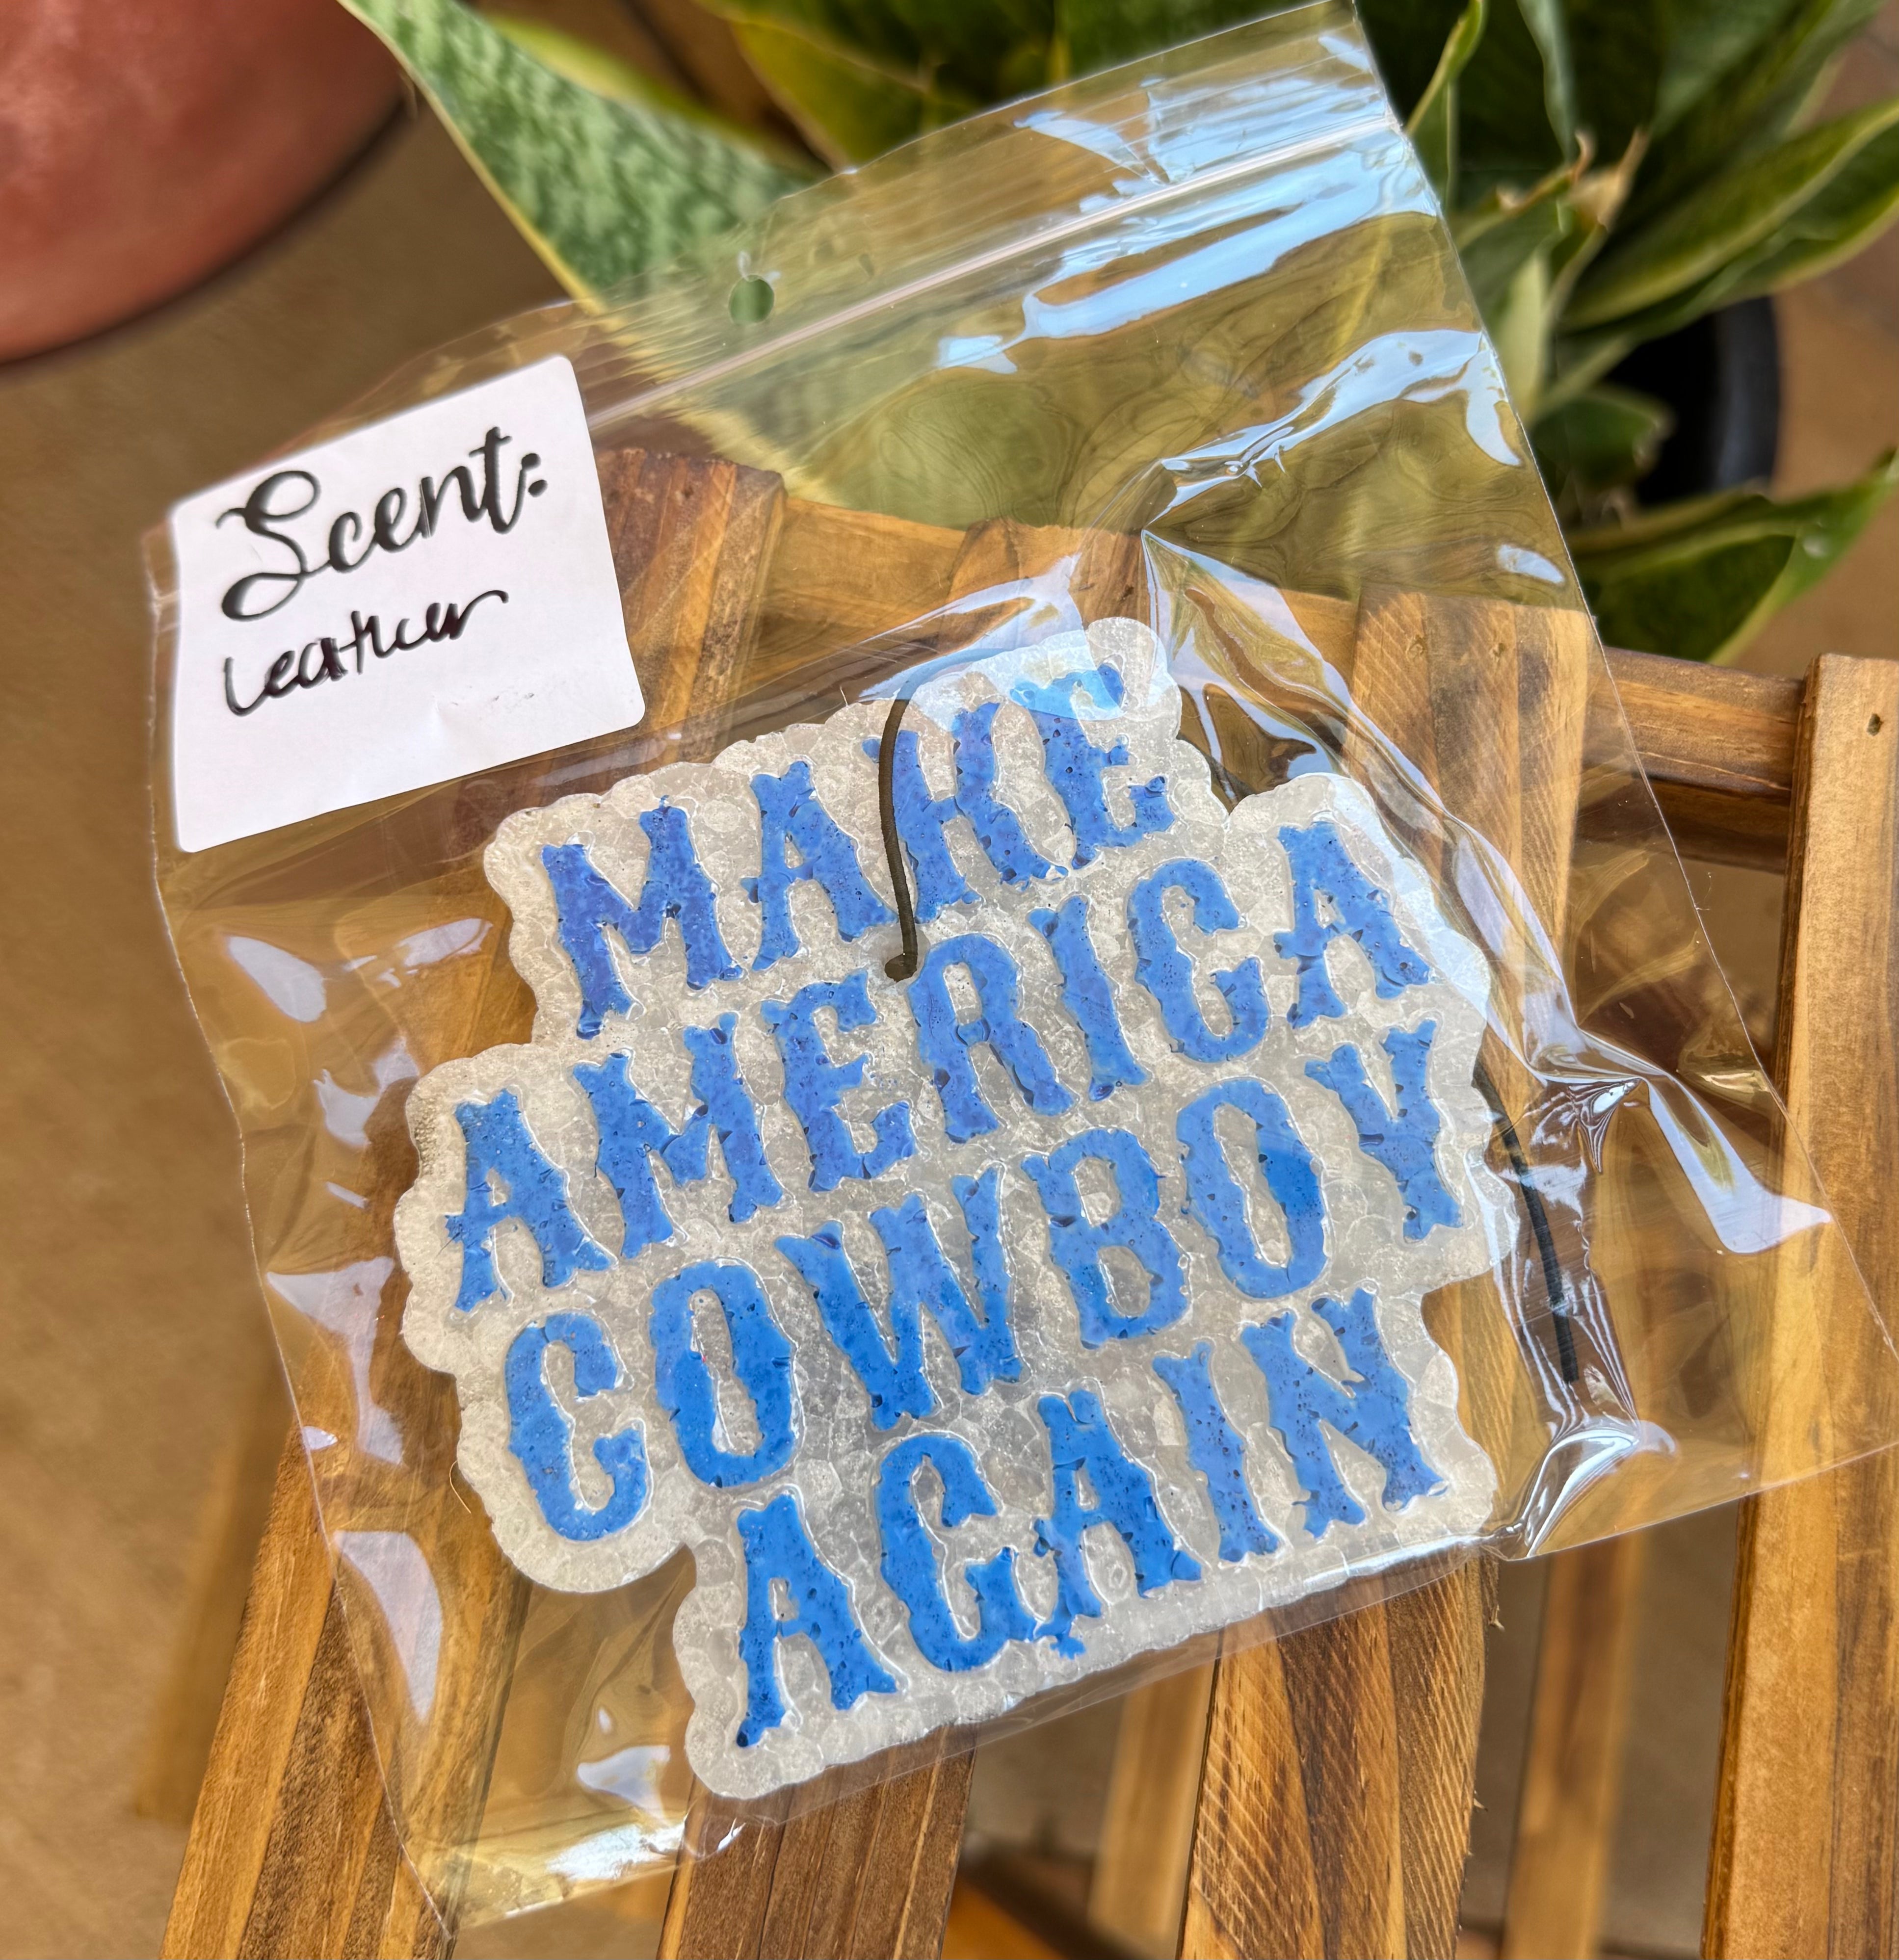 Scent:
Leather
MAKE
AMERICA
COWBOY
AGAIN